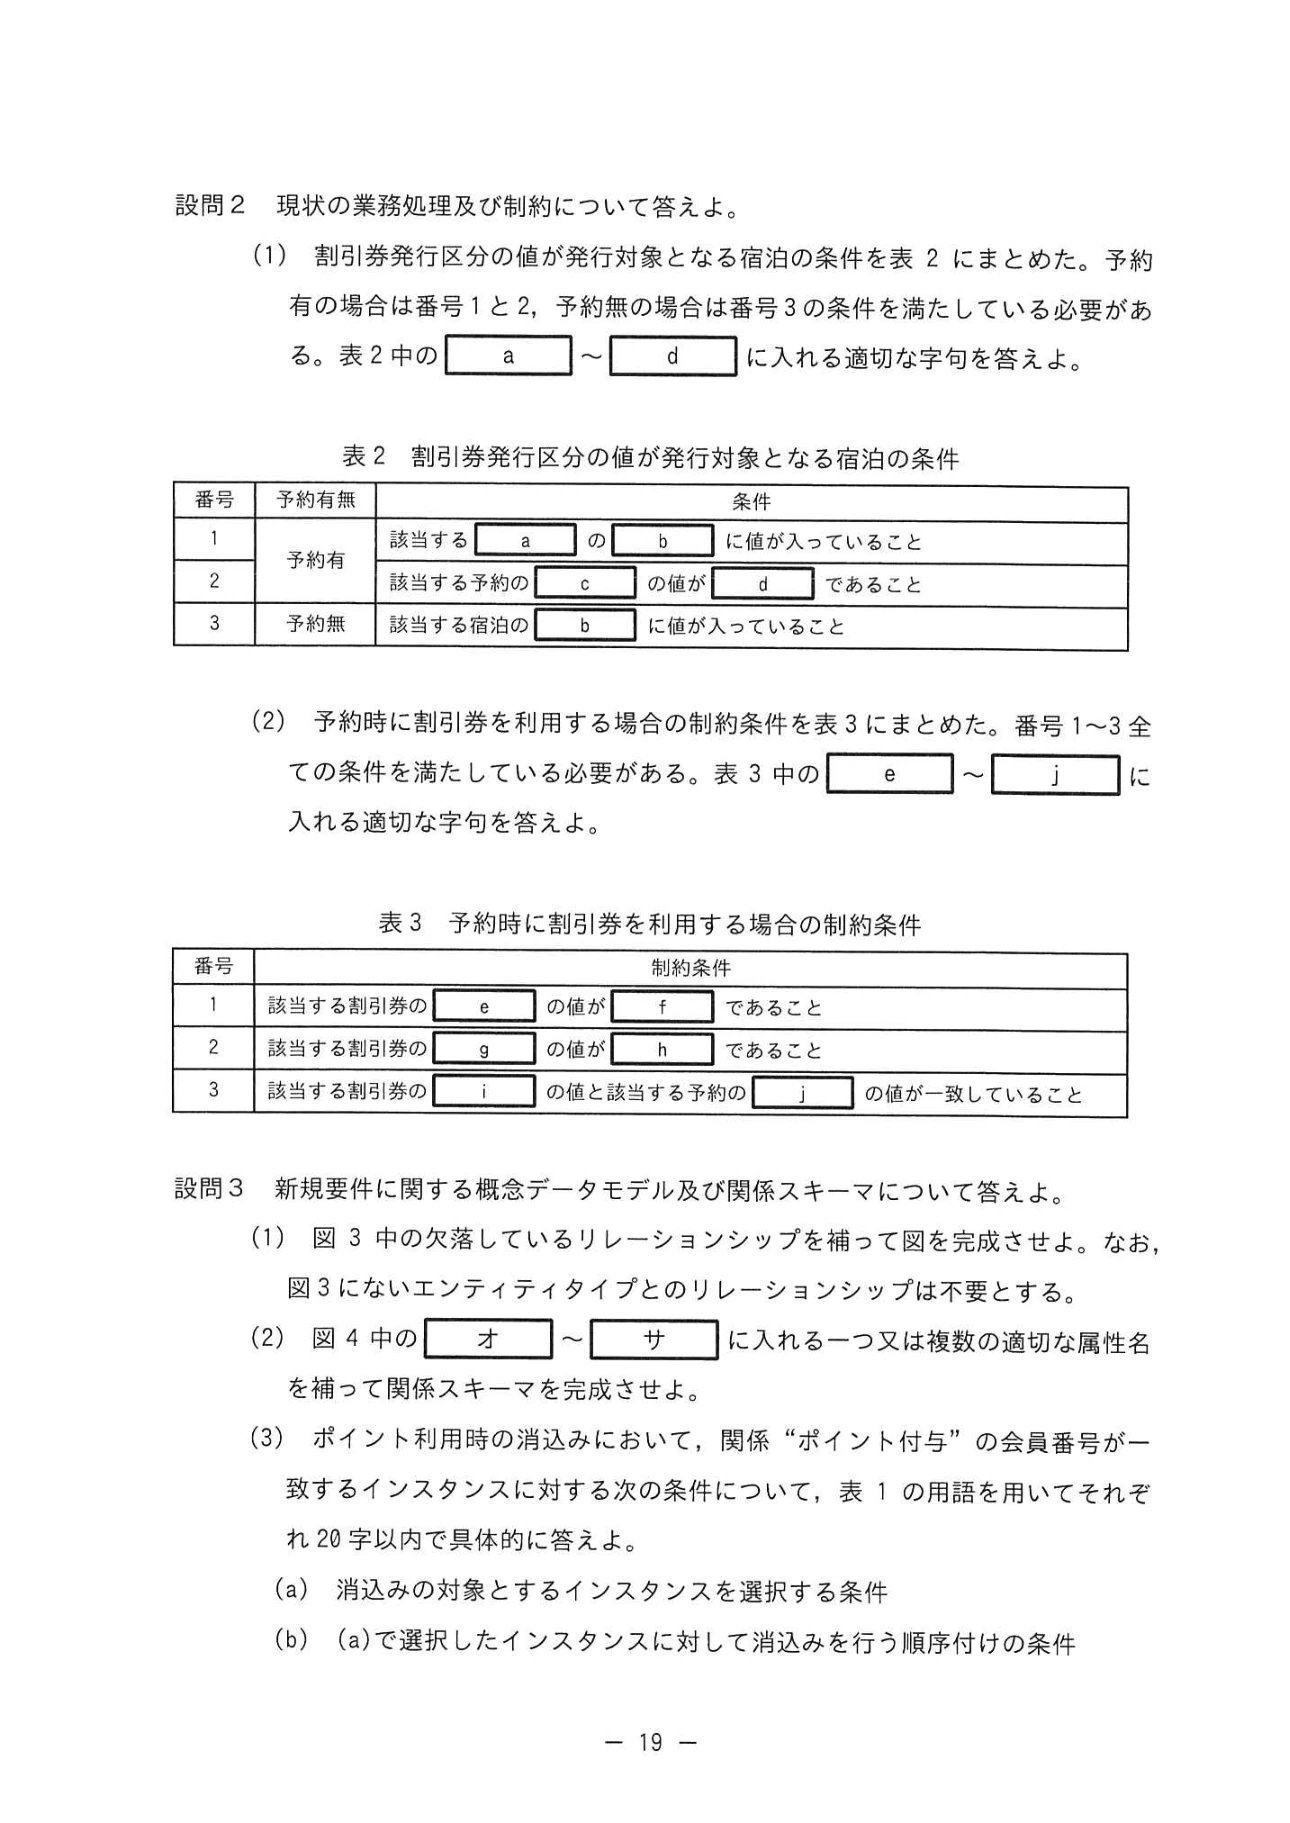 設問2 現状の業務処理及び制約について答えよ。
(1) 割引券発行区分の値が発行対象となる宿泊の条件を表 2 にまとめた。予約
有の場合は番号1と2,予約無の場合は番号3の条件を満たしている必要があ
る。表2中の a ～ d に入れる適切な字句を答えよ。
表2 割引券発行区分の値が発行対象となる宿泊の条件
番号 予約有無 条件
1 予約有 該当する a の b に値が入っていること
2 該当する予約の c の値が d であること
3 予約無 該当する宿泊の b に値が入っていること
(2) 予約時に割引券を利用する場合の制約条件を表3にまとめた。番号1～3全
ての条件を満たしている必要がある。表 3 中の e ～ j に
入れる適切な字句を答えよ。
表3 予約時に割引券を利用する場合の制約条件
番号 制約条件
1 該当する割引券の e の値が f であること
2 該当する割引券の g の値が h であること
3 該当する割引券の i の値と該当する予約の j の値が一致していること
設問3 新規要件に関する概念データモデル及び関係スキーマについて答えよ。
(1) 図 3 中の欠落しているリレーションシップを補って図を完成させよ。なお,
図3にないエンティティタイプとのリレーションシップは不要とする。
(2) 図 4 中の オ ～ サ に入れる一つ又は複数の適切な属性名
を補って関係スキーマを完成させよ。
(3) ポイント利用時の消込みにおいて,関係“ポイント付与”の会員番号が一
致するインスタンスに対する次の条件について,表 1 の用語を用いてそれぞ
れ20字以内で具体的に答えよ。
(a) 消込みの対象とするインスタンスを選択する条件
(b) (a)で選択したインスタンスに対して消込みを行う順序付けの条件
― 19 ―